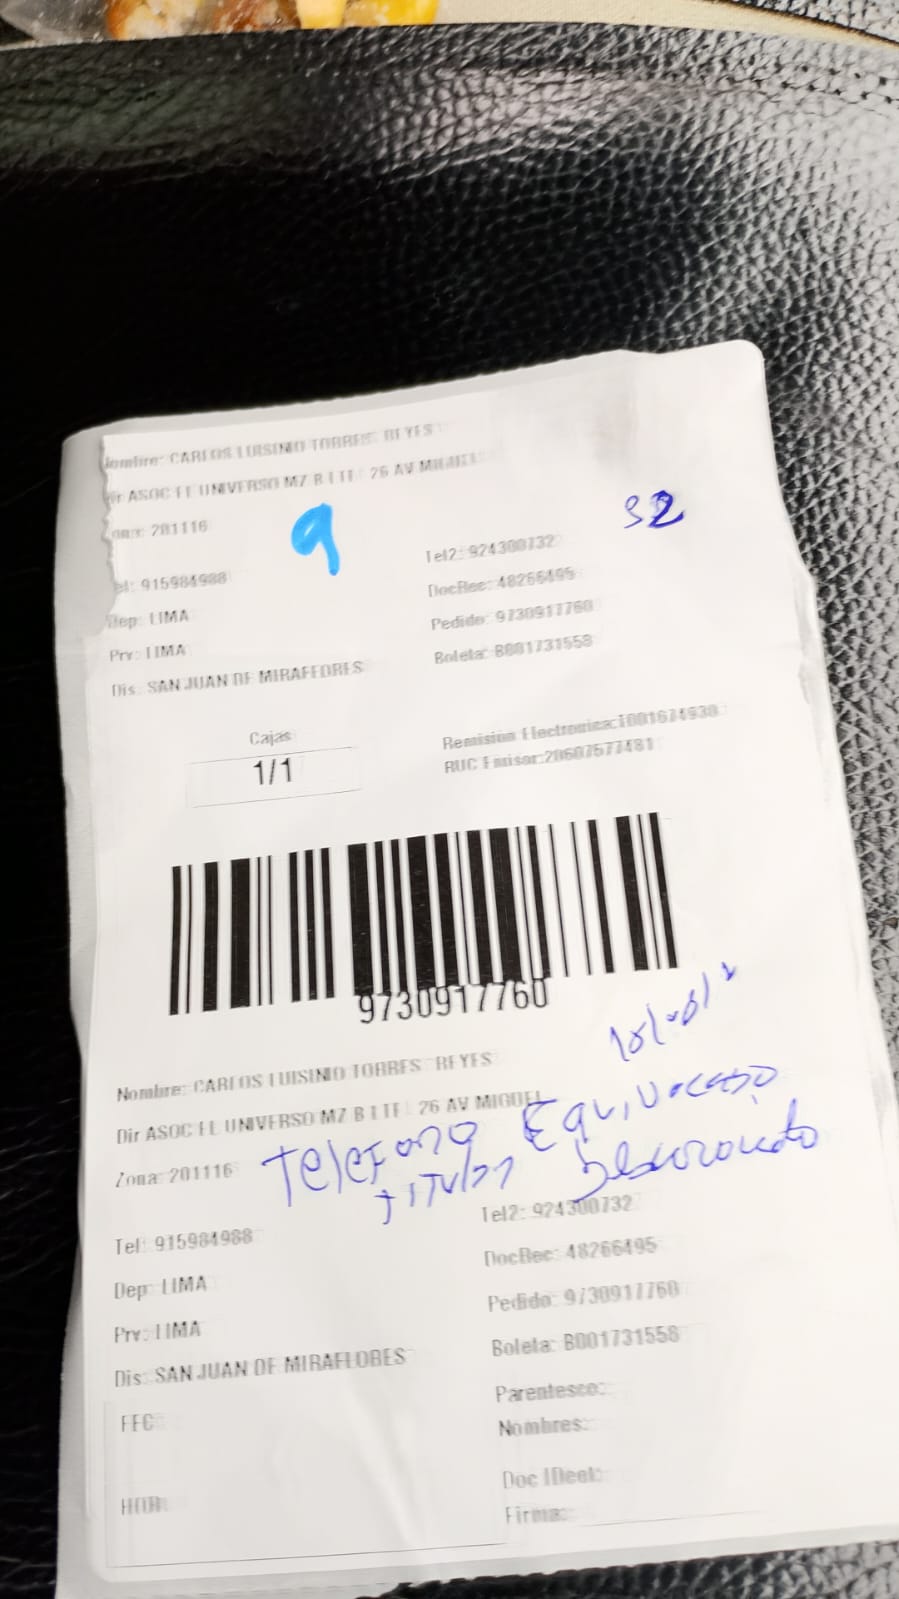 Nombre: CARLOS LUISINIO TORRES REYES
Dir ASOC EL UNIVERSO MZ B LTE 26 AV MIGUEL
Zona: 201116
9
S2
Tel: 915984988
Tel2: 924300732
DocRec: 48266495
Dep: LIMA
Pedido: 9730917760
Prv: LIMA
Boleta: B001731558
Dis: SAN JUAN DE MIRAFLORES
Cajas
1/1
Remision Electronica:T001674930
RUC Emisor:20607577481
9730917760
Nombre: CARLOS LUISINIO TORRES REYES
Dir ASOC EL UNIVERSO MZ B LTE 26 AV MIGUEL
Zona: 201116
Telefono Equivocado
titular Desconocido
Tel: 915984988
Tel2: 924300732
DocRec: 48266495
Dep: LIMA
Pedido: 9730917760
Prv: LIMA
Boleta: B001731558
Dis: SAN JUAN DE MIRAFLORES
Parentesco:
FEC
Nombres:
Doc IDent:
HOR
Firma: